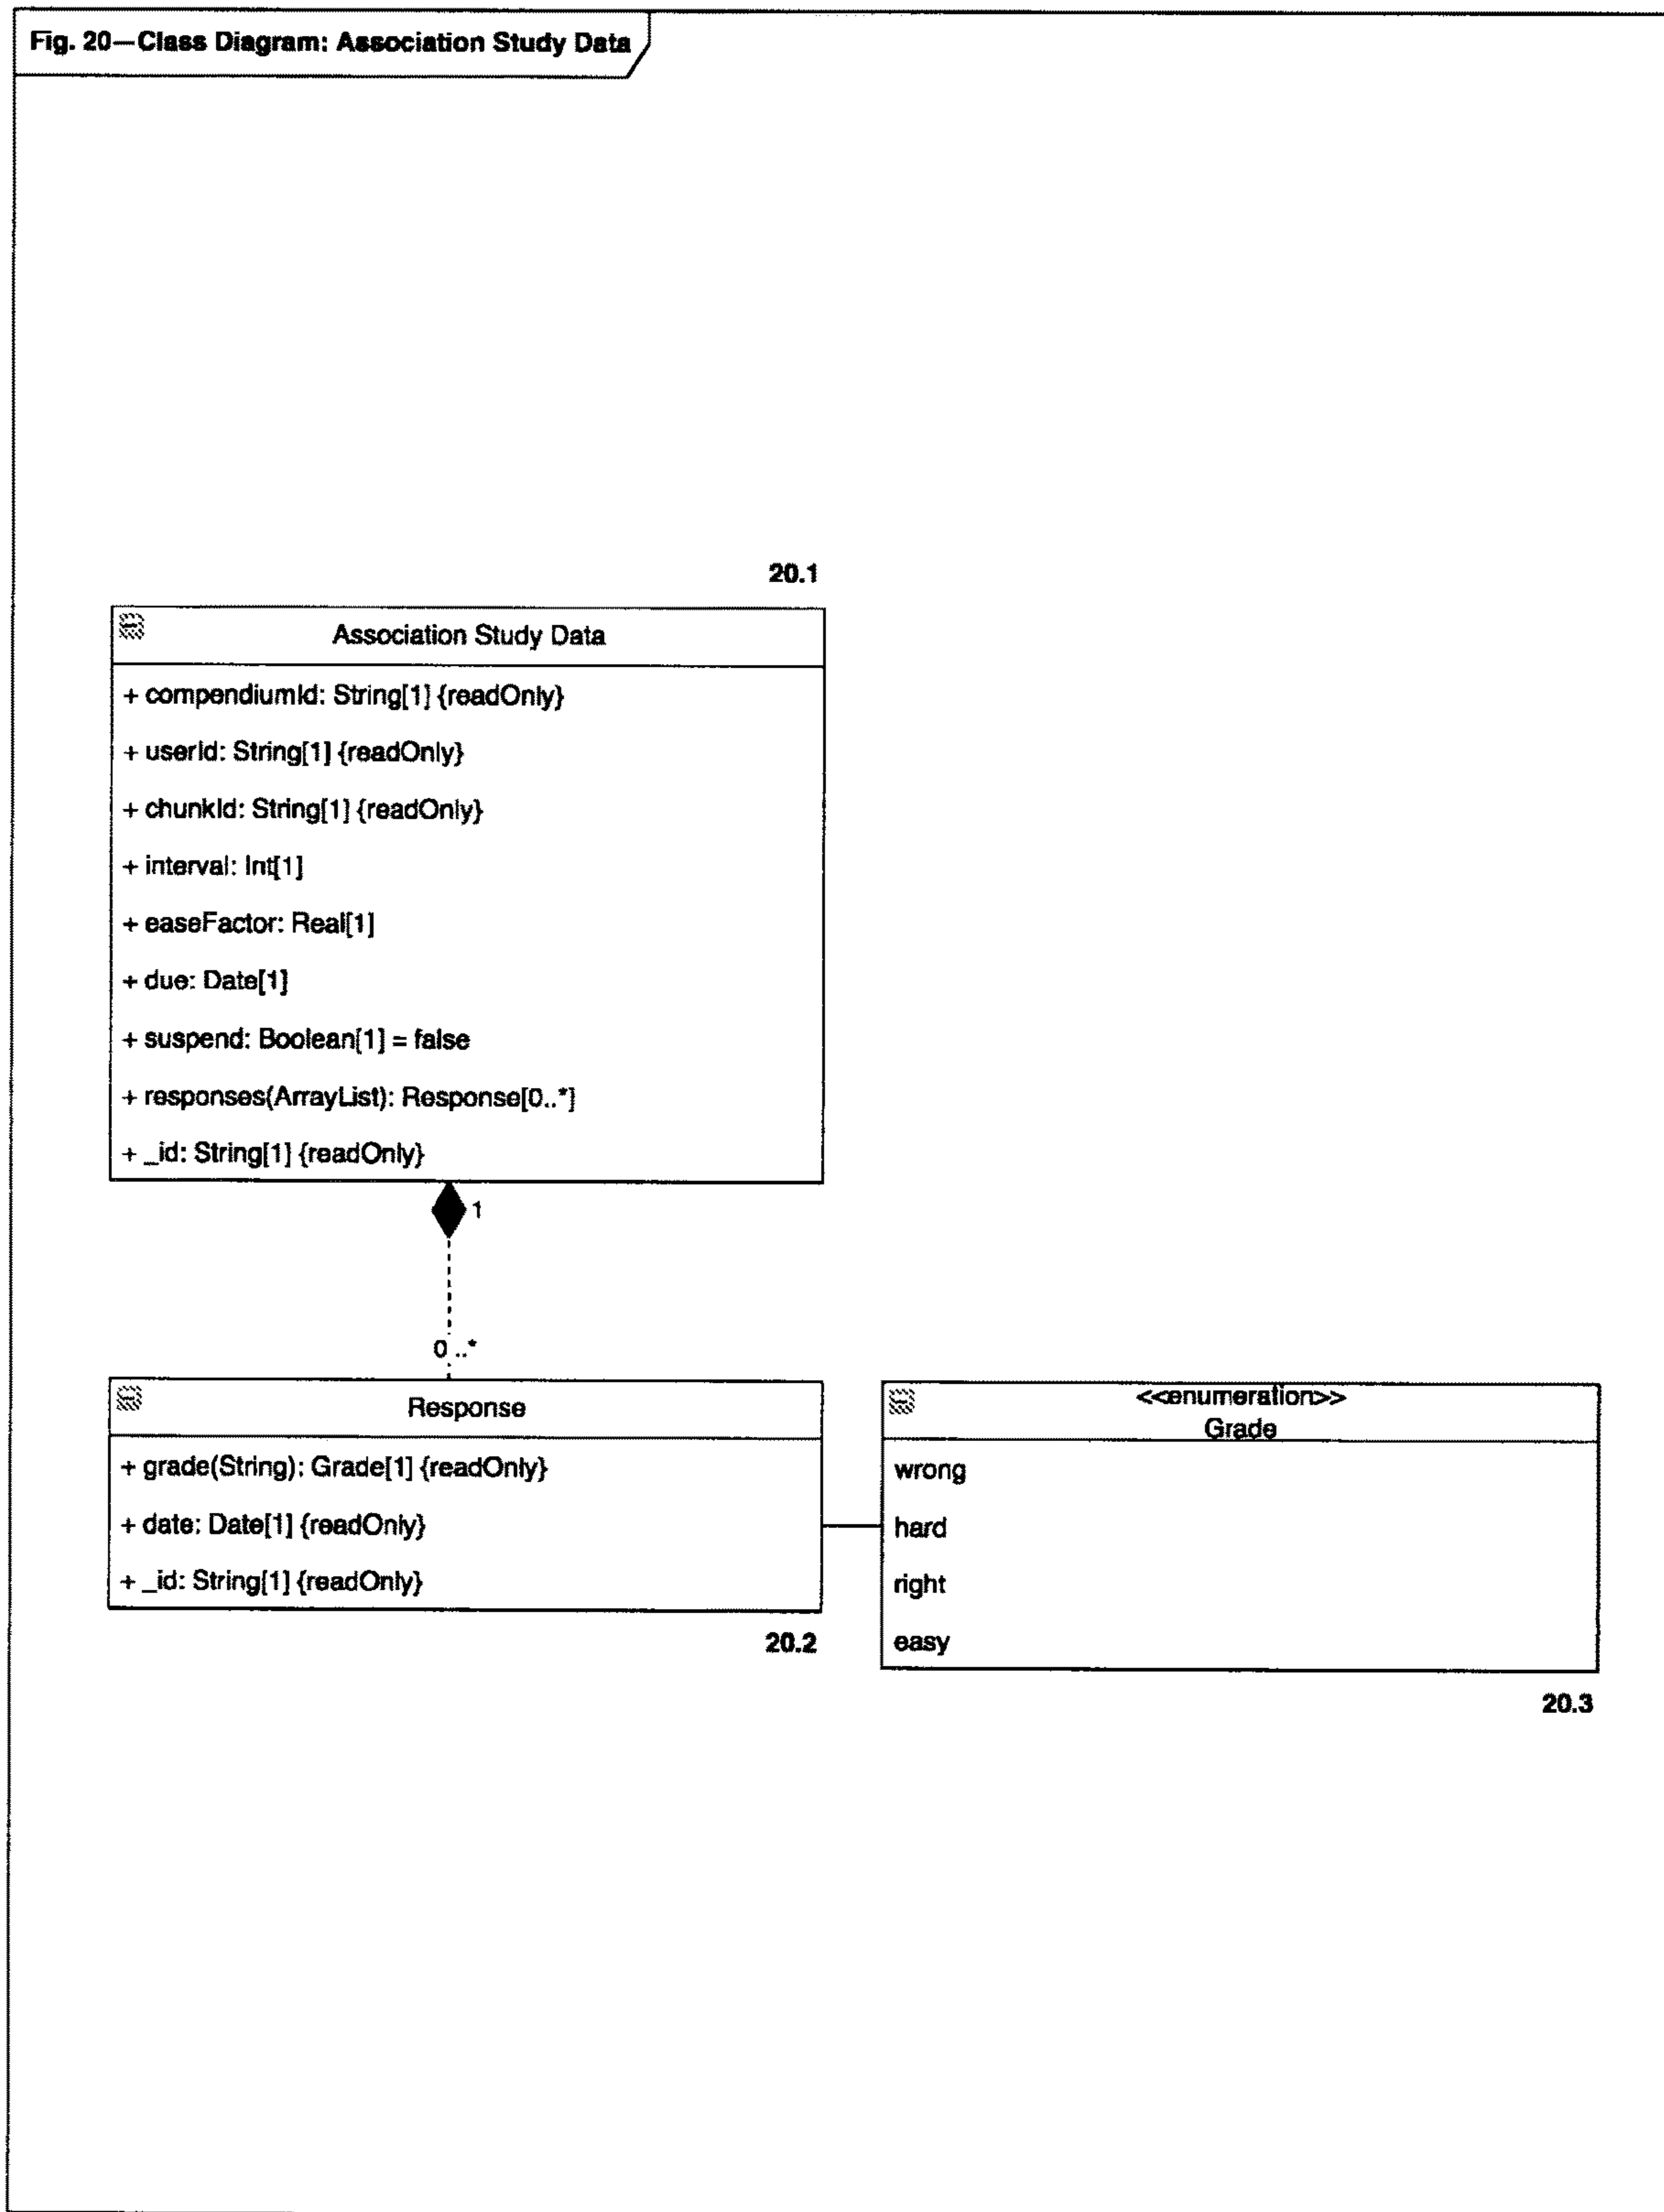 Fig. 20—Class Diagram: Association Study Data
20.1
Association Study Data
+ compendiumId: String[1] {readOnly}
+ userId: String[1] {readOnly}
+ chunkId: String[1] {readOnly}
+ interval: Int[1]
+ easeFactor: Real[1]
+ due: Date[1]
+ suspend: Boolean[1] = false
+ responses(ArrayList): Response[0..*]
+ _id: String[1] {readOnly}
1
0..*
Response
+ grade(String): Grade[1] {readOnly}
+ date: Date[1] {readOnly}
+ _id: String[1] {readOnly}
20.2
<<enumeration>>
Grade
wrong
hard
right
easy
20.3